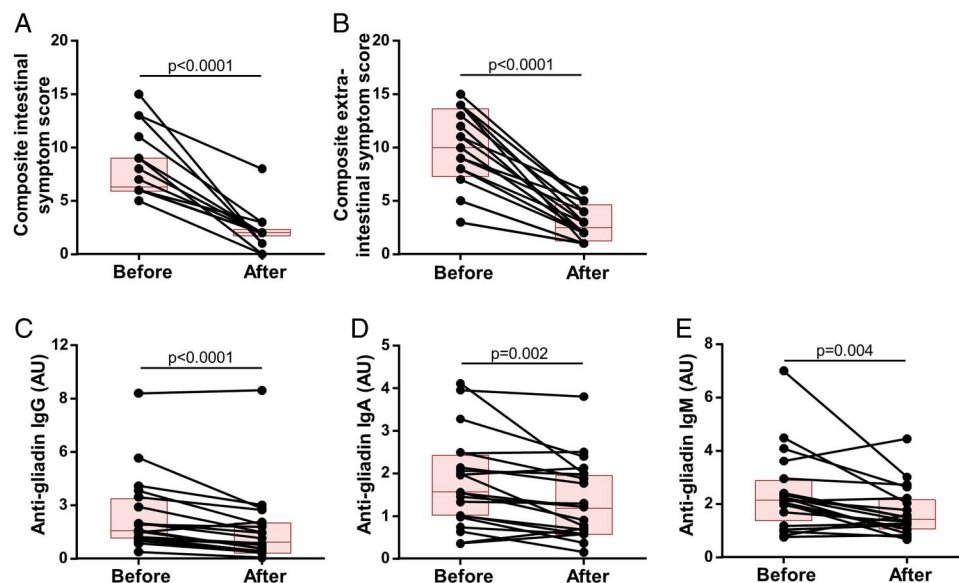 A
20
15
10
5
0
Composite intestinal
symptom score
p<0.0001
Before
After
B
20
15
10
5
0
Composite extra-
intestinal symptom score
p<0.0001
Before
After
C
12
8
6
3
0
Anti-gliadin IgG (AU)
p<0.0001
Before
After
D
5
4
3
2
1
0
Anti-gliadin IgA (AU)
p=0.002
Before
After
E
8
6
4
2
0
Anti-gliadin IgM (AU)
p=0.004
Before
After